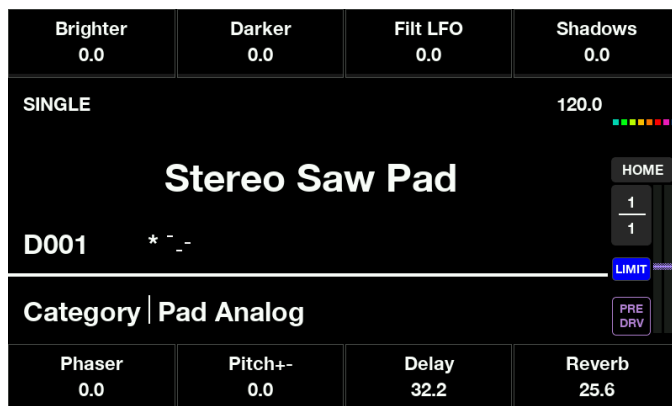 Brighter Darker Filt LFO Shadows
0.0 0.0 0.0 0.0
SINGLE 120.0
Stereo Saw Pad
HOME
1
1
D001 * - - -
LIMIT
Category Pad Analog
PRE
DRV
Phaser Pitch+- Delay Reverb
0.0 0.0 32.2 25.6